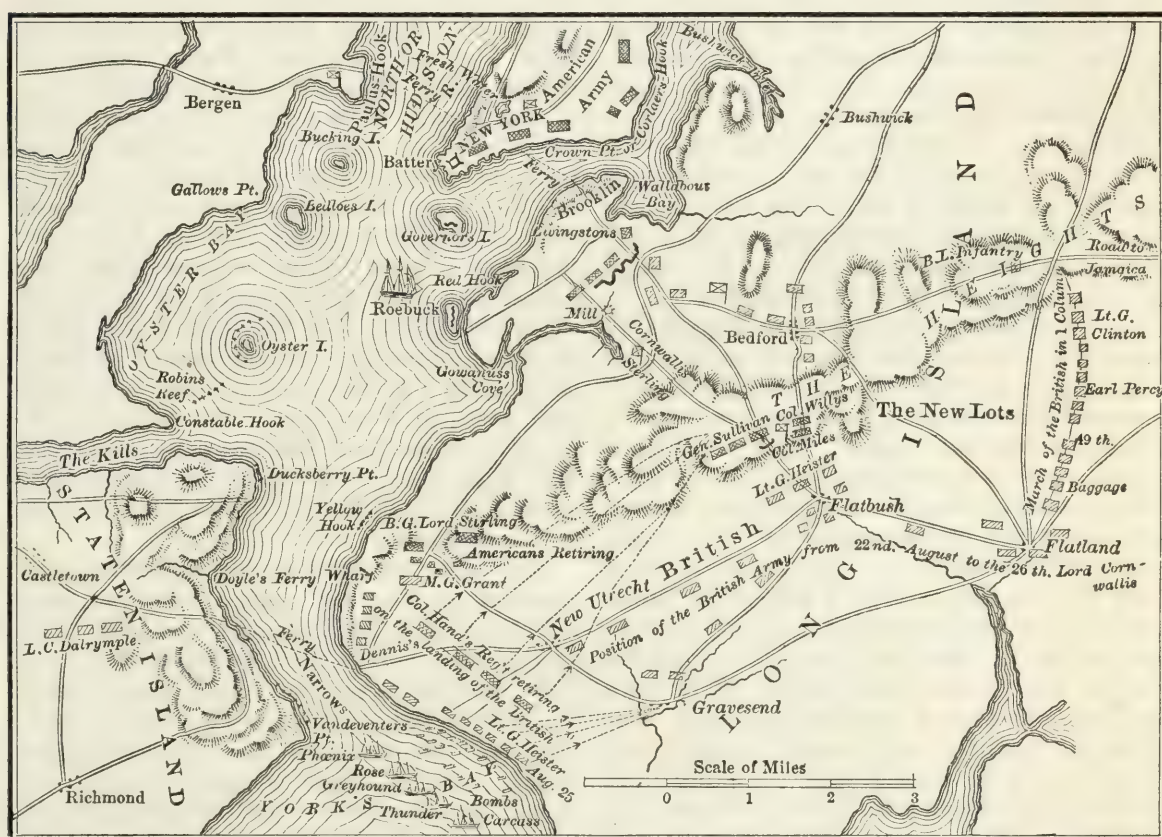 Bergen
Paulus-Hook
NORTH OR
HUDSON
R.
Fresh Water
Ferry
NEW YORK
American
Army
Corlaers-Hook
Crown Pt. or
Bushwick
Bushwick
Bucking I.
Batter
Gallows Pt.
Bedloes I.
Governors I.
Ferry
Brooklin
Wallabout
Bay
Livingstons
OYSTER BAY
Roebuck
Red Hook
Mill
Oyster I.
Robins
Reef
Gowanuss
Cove
Constable Hook
The Kills
Ducksberry Pt.
Cornwallis
Sterling
Bedford
B.L. Infantry
THE HEIGHTS
Road to
Jamaica
Lt. G.
Clinton
Earl Percy
49 th.
Baggage
March of the British in 1 Colum
The New Lots
Gen. Sullivan
Col. Willys
Col. Miles
Lt. G. Heister
Flatbush
Flatland
Yellow
Hook
B.G. Lord Stirling
Americans Retiring
M.G. Grant
British
New Utrecht
Position of the British Army from 22nd. August to the 26 th. Lord Corn-
wallis
STATEN ISLAND
Castletown
Doyle's Ferry Wharf
L.C. Dalrymple
Ferry
Narrows
Dennis's
Col. Hand's Reg't retiring
on the landing of the British
Lt. G. Heister
Aug. 25
Gravesend
LONG ISLAND
Vandeventers
Pt.
Phœnix
Rose
Greyhound
Thunder
Bombs
Carcass
YORK'S BAY
Richmond
Scale of Miles
0 1 2 3